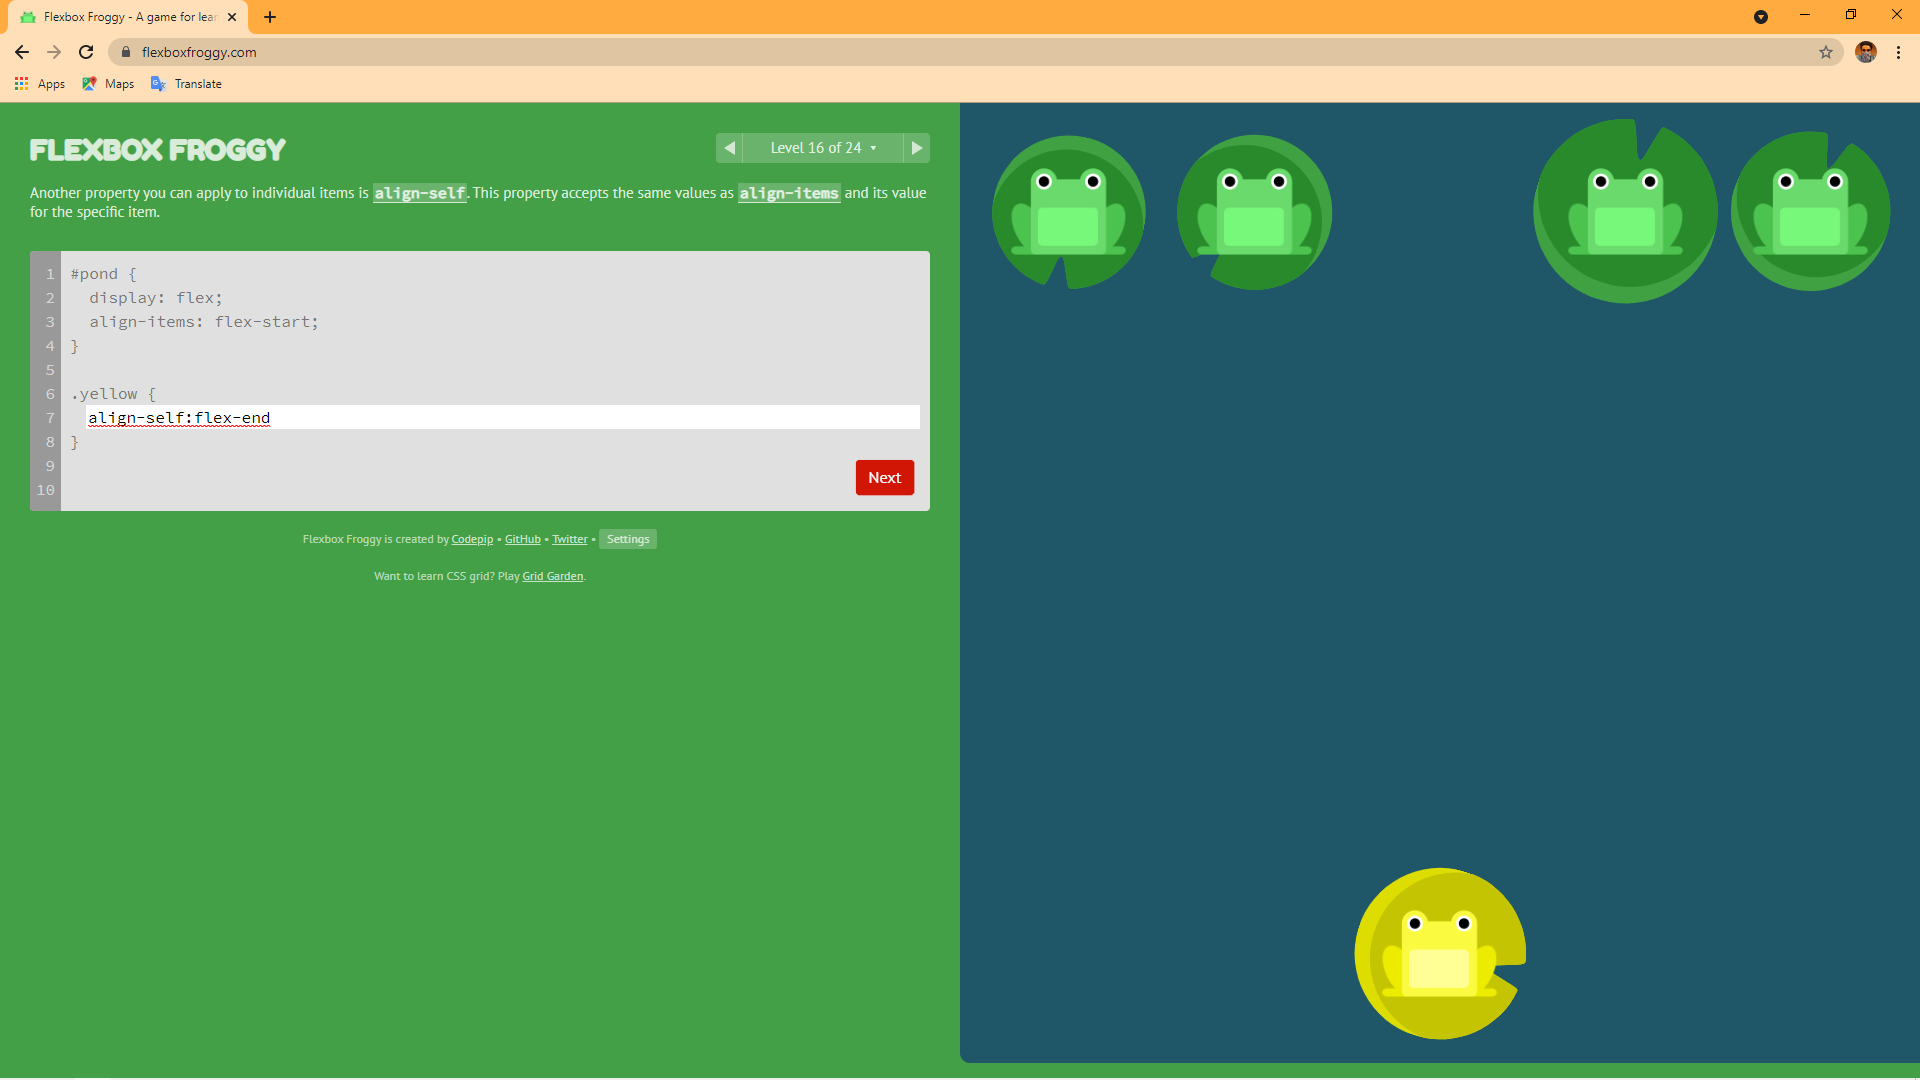 Flexbox Froggy - A game for lear
flexboxfroggy.com
Apps Maps Translate
FLEXBOX FROGGY
Level 16 of 24
Another property you can apply to individual items is align-self. This property accepts the same values as align-items and its value
for the specific item.
1 #pond {
2 display: flex;
3 align-items: flex-start;
4 }
5
6 .yellow {
7 align-self:flex-end
8 }
9
10
Next
Flexbox Froggy is created by Codepip • GitHub • Twitter • Settings
Want to learn CSS grid? Play Grid Garden.